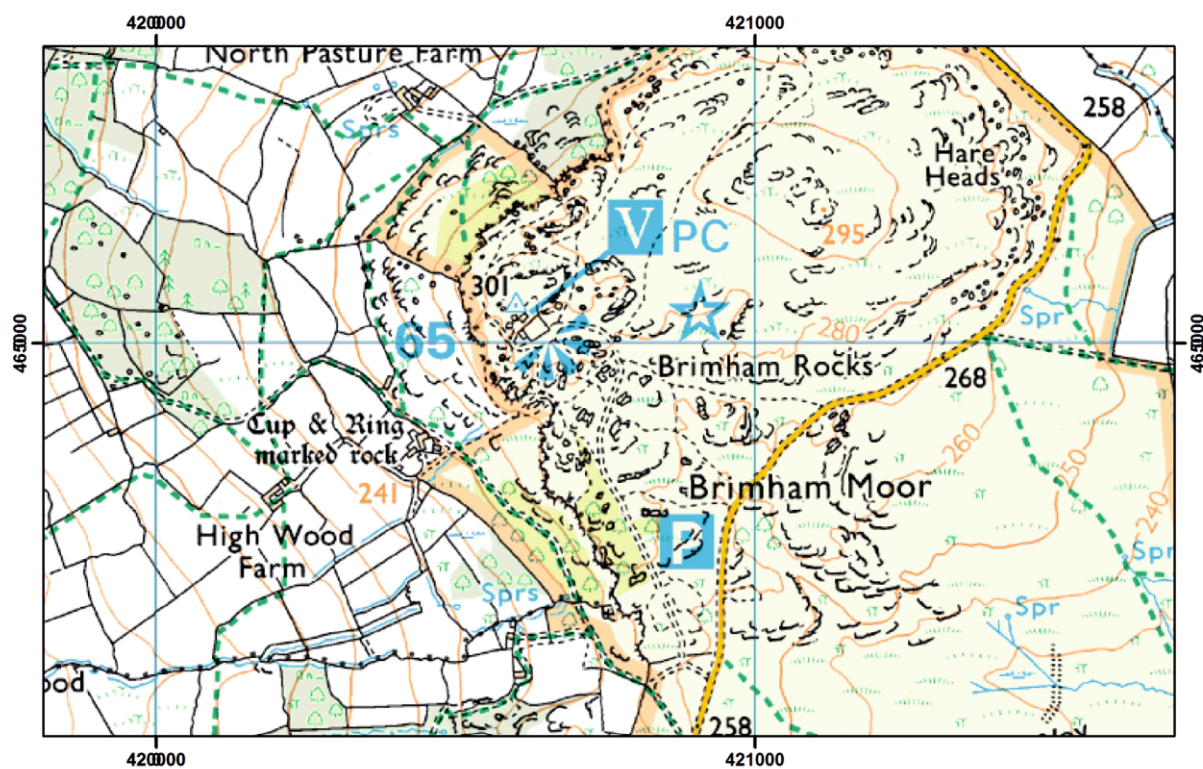 420000
421000
North Pasture Farm
Sprs
258
Hare
Heads
V PC
295
301
65
280
Spr
465000
463000
Brimham Rocks
268
Cup & Ring
marked rock
241
260
Brimham Moor
250
240
High Wood
Farm
P
Spr
Sprs
Spr
ood
258
420000
421000